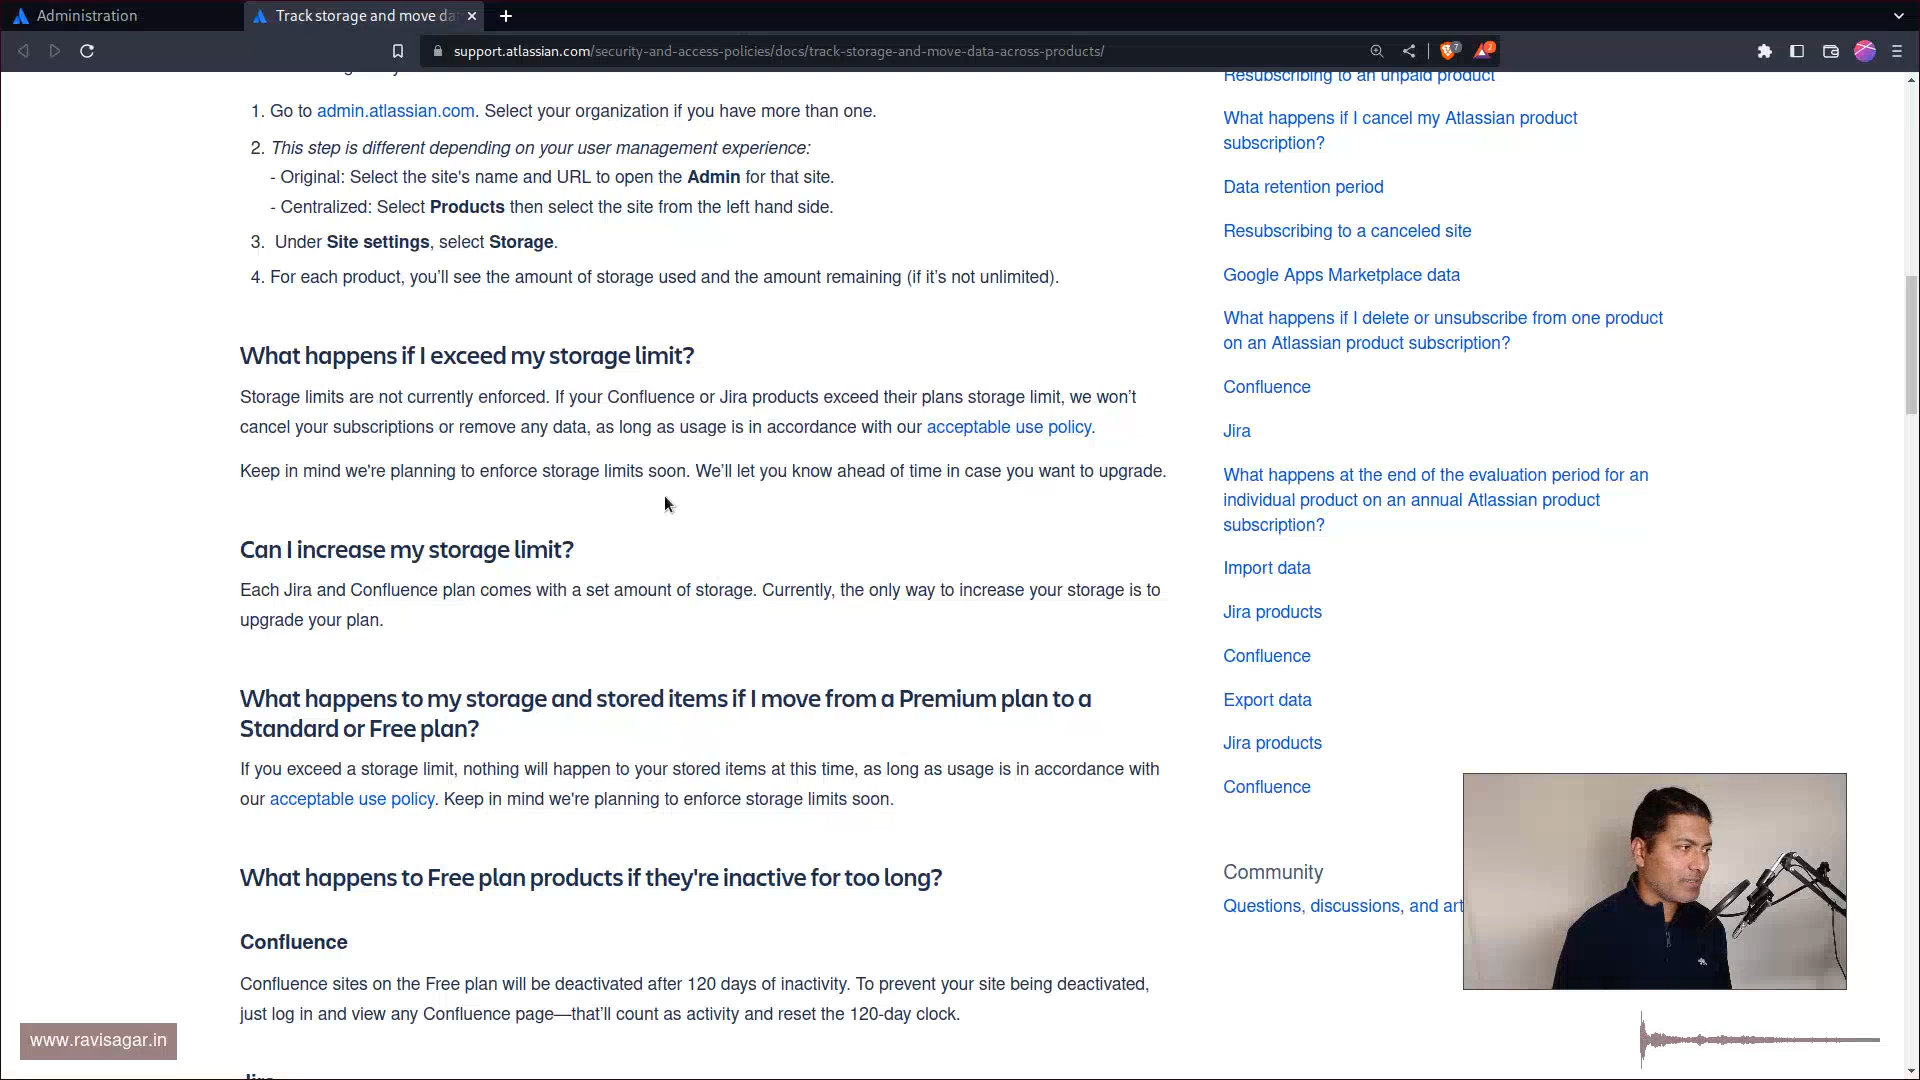 Administration
Track storage and move da
support.atlassian.com/security-and-access-policies/docs/track-storage-and-move-data-across-products/
7
2
1. Go to admin.atlassian.com. Select your organization if you have more than one.
2. This step is different depending on your user management experience:
- Original: Select the site's name and URL to open the Admin for that site.
- Centralized: Select Products then select the site from the left hand side.
3. Under Site settings, select Storage.
4. For each product, you’ll see the amount of storage used and the amount remaining (if it’s not unlimited).
What happens if I exceed my storage limit?
Storage limits are not currently enforced. If your Confluence or Jira products exceed their plans storage limit, we won’t
cancel your subscriptions or remove any data, as long as usage is in accordance with our acceptable use policy.
Keep in mind we're planning to enforce storage limits soon. We’ll let you know ahead of time in case you want to upgrade.
Can I increase my storage limit?
Each Jira and Confluence plan comes with a set amount of storage. Currently, the only way to increase your storage is to
upgrade your plan.
What happens to my storage and stored items if I move from a Premium plan to a
Standard or Free plan?
If you exceed a storage limit, nothing will happen to your stored items at this time, as long as usage is in accordance with
our acceptable use policy. Keep in mind we're planning to enforce storage limits soon.
What happens to Free plan products if they're inactive for too long?
Confluence
Confluence sites on the Free plan will be deactivated after 120 days of inactivity. To prevent your site being deactivated,
just log in and view any Confluence page—that’ll count as activity and reset the 120-day clock.
Jira
Resubscribing to an unpaid product
What happens if I cancel my Atlassian product
subscription?
Data retention period
Resubscribing to a canceled site
Google Apps Marketplace data
What happens if I delete or unsubscribe from one product
on an Atlassian product subscription?
Confluence
Jira
What happens at the end of the evaluation period for an
individual product on an annual Atlassian product
subscription?
Import data
Jira products
Confluence
Export data
Jira products
Confluence
Community
Questions, discussions, and art
www.ravisagar.in